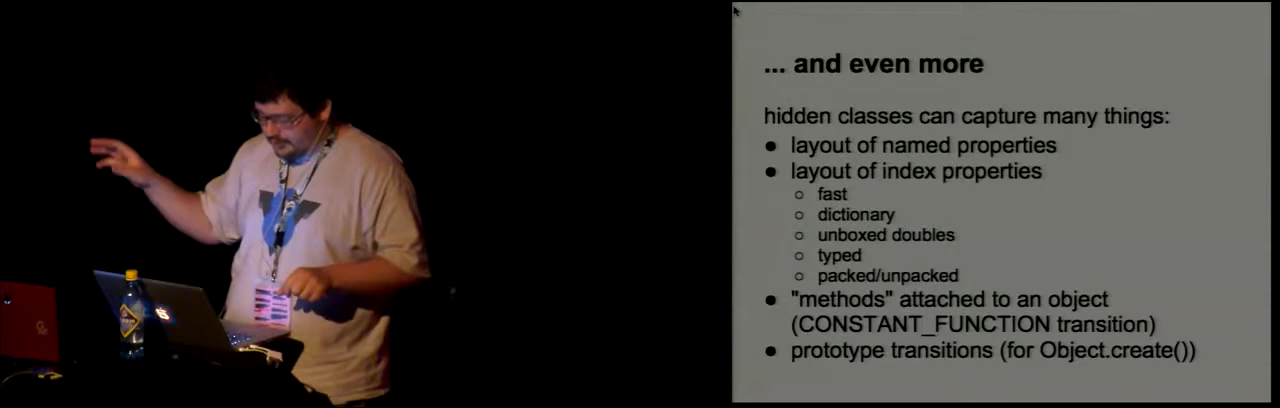 ... and even more
hidden classes can capture many things:
● layout of named properties
● layout of index properties
○ fast
○ dictionary
○ unboxed doubles
○ typed
○ packed/unpacked
● "methods" attached to an object
(CONSTANT_FUNCTION transition)
● prototype transitions (for Object.create())